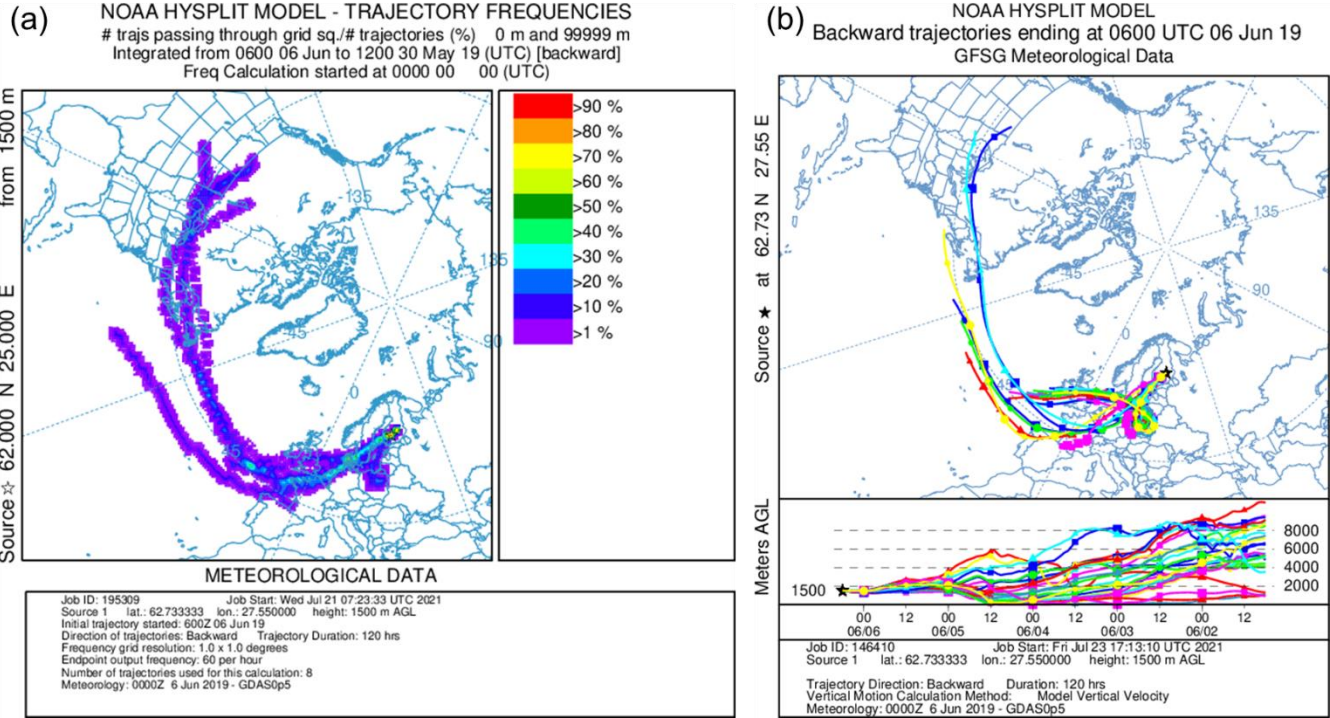 (a)
NOAA HYSPLIT MODEL - TRAJECTORY FREQUENCIES
# trajs passing through grid sq./# trajectories (%) 0 m and 99999 m
Integrated from 0600 06 Jun to 1200 30 May 19 (UTC) [backward]
Freq Calculation started at 0000 00 00 (UTC)
Source ☆ 62.000 N 25.000 E from 1500 m
135
135
90
45
45
0
>90 %
>80 %
>70 %
>60 %
>50 %
>40 %
>30 %
>20 %
>10 %
>1 %
METEOROLOGICAL DATA
Job ID: 195309 Job Start: Wed Jul 21 07:23:33 UTC 2021
Source 1 lat.: 62.733333 lon.: 27.550000 height: 1500 m AGL
Initial trajectory started: 600Z 06 Jun 19
Direction of trajectories: Backward Trajectory Duration: 120 hrs
Frequency grid resolution: 1.0 x 1.0 degrees
Endpoint output frequency: 60 per hour
Number of trajectories used for this calculation: 8
Meteorology: 0000Z 6 Jun 2019 - GDAS0p5
(b)
NOAA HYSPLIT MODEL
Backward trajectories ending at 0600 UTC 06 Jun 19
GFSG Meteorological Data
Source ★ at 62.73 N 27.55 E
135
135
90
45
0
Meters AGL
1500
8000
6000
4000
2000
00 12 00 12 00 12 00 12 00 12
06/06 06/05 06/04 06/03 06/02
Job ID: 146410 Job Start: Fri Jul 23 17:13:10 UTC 2021
Source 1 lat.: 62.733333 lon.: 27.550000 height: 1500 m AGL
Trajectory Direction: Backward Duration: 120 hrs
Vertical Motion Calculation Method: Model Vertical Velocity
Meteorology: 0000Z 6 Jun 2019 - GDAS0p5